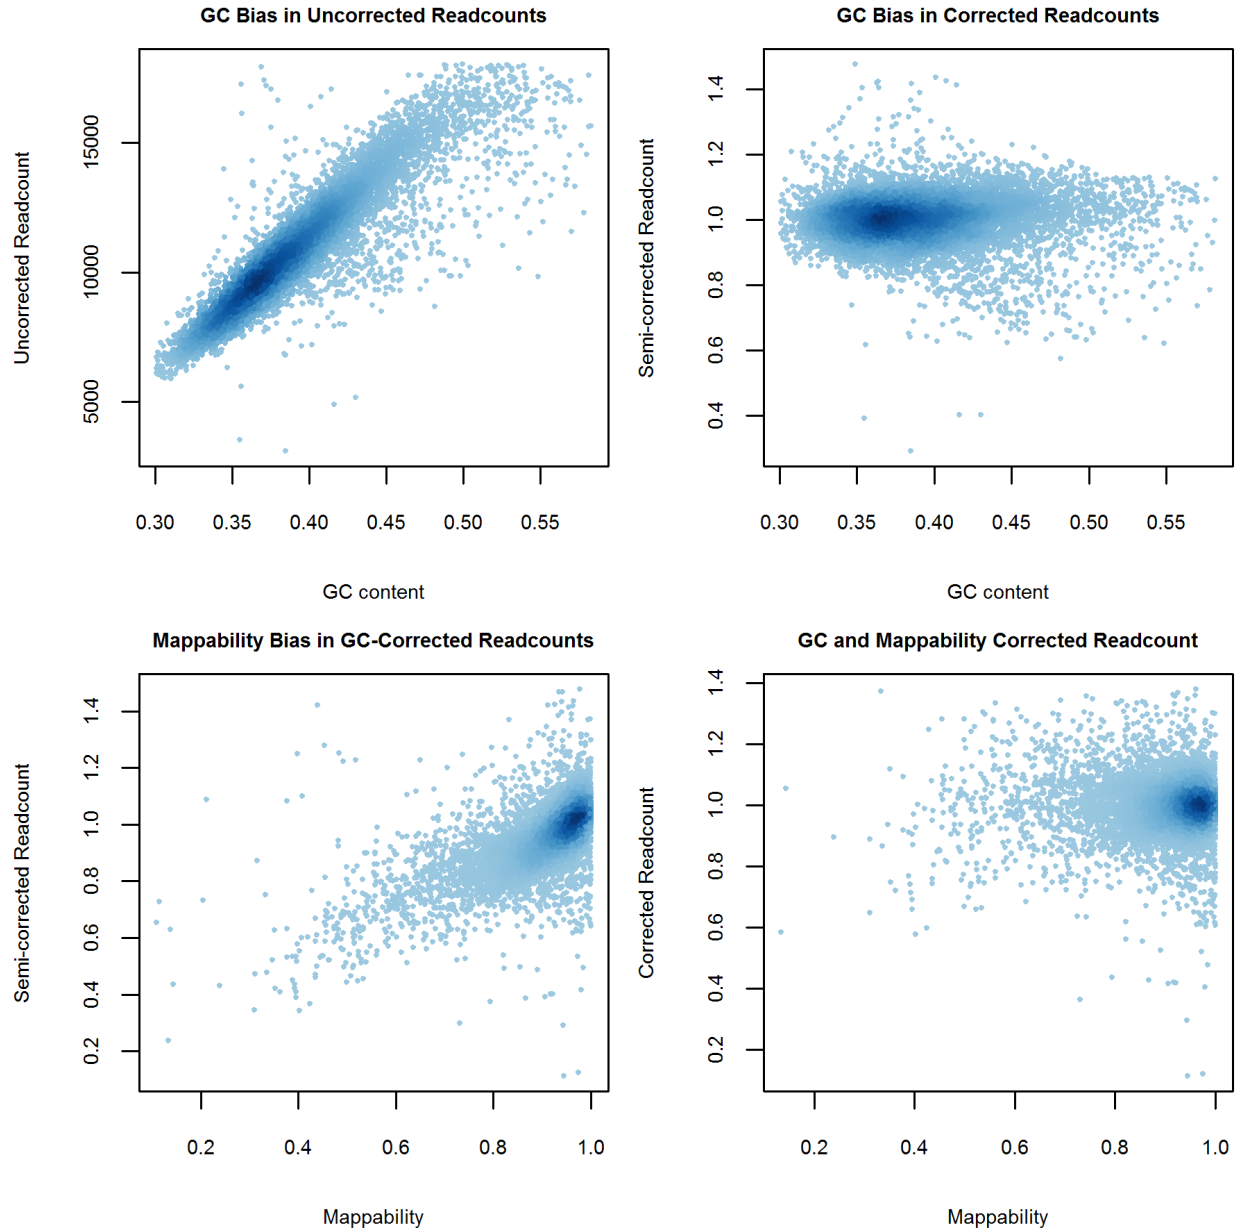 GC Bias in Uncorrected Readcounts
Uncorrected Readcount
15000
10000
5000
0.30 0.35 0.40 0.45 0.50 0.55
GC content
GC Bias in Corrected Readcounts
Semi-corrected Readcount
1.4
1.2
1.0
0.8
0.6
0.4
0.30 0.35 0.40 0.45 0.50 0.55
GC content
Mappability Bias in GC-Corrected Readcounts
Semi-corrected Readcount
1.4
1.2
1.0
0.8
0.6
0.4
0.2
0.2 0.4 0.6 0.8 1.0
Mappability
GC and Mappability Corrected Readcount
Corrected Readcount
1.4
1.2
1.0
0.8
0.6
0.4
0.2
0.2 0.4 0.6 0.8 1.0
Mappability